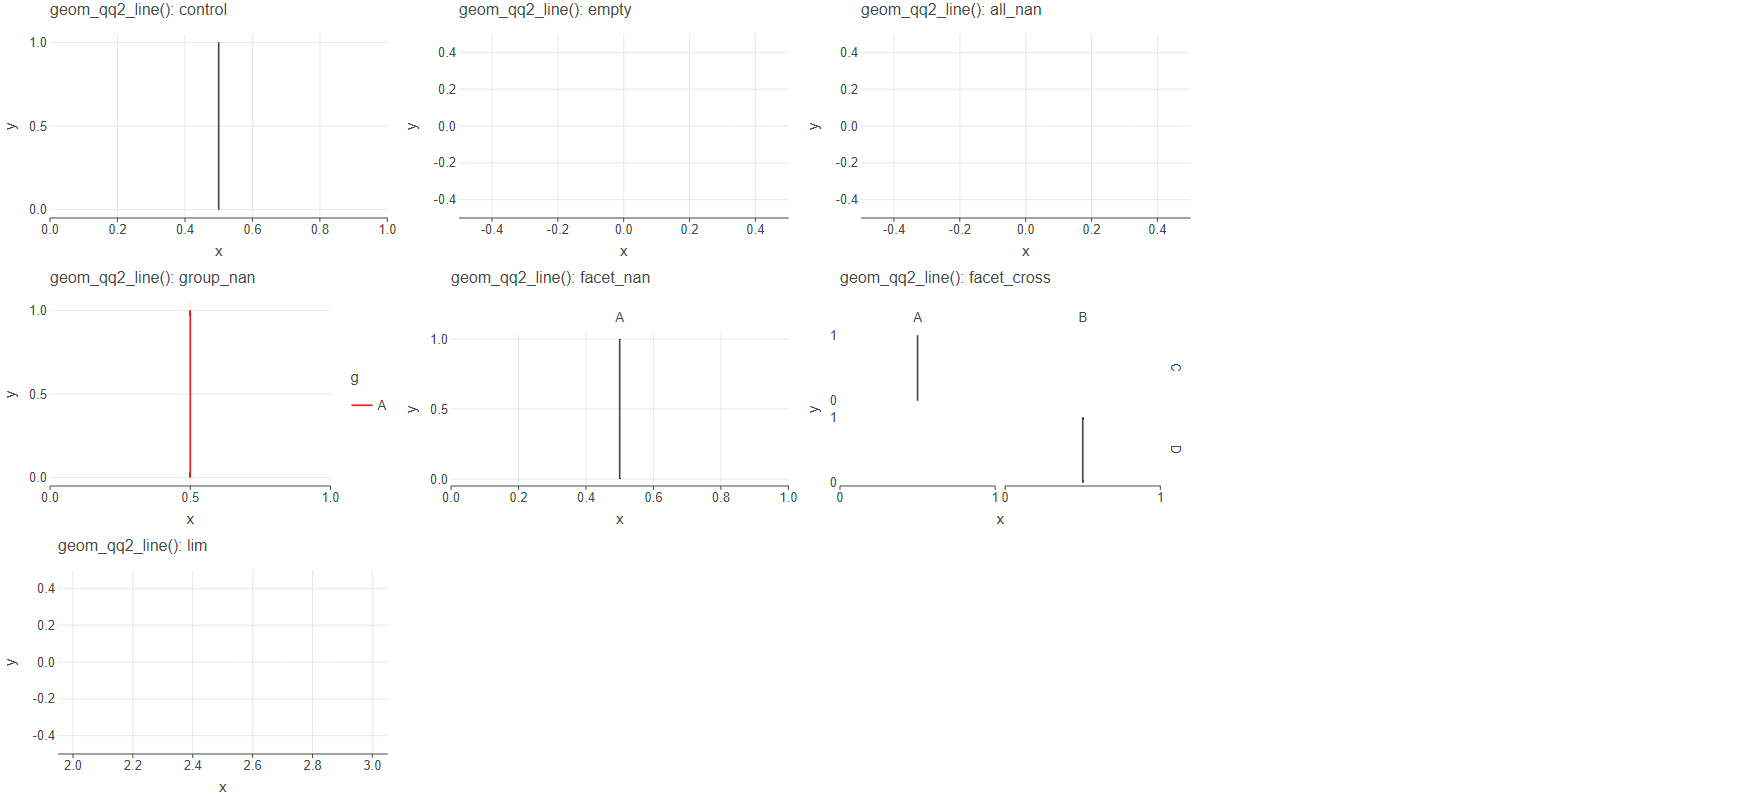 geom_qq2_line(): control
1.0
0.5
0.0
y
0.0 0.2 0.4 0.6 0.8 1.0
x
geom_qq2_line(): empty
0.4
0.2
0.0
-0.2
-0.4
y
-0.4 -0.2 0.0 0.2 0.4
x
geom_qq2_line(): all_nan
0.4
0.2
0.0
-0.2
-0.4
y
-0.4 -0.2 0.0 0.2 0.4
x
geom_qq2_line(): group_nan
1.0
0.5
0.0
y
0.0 0.5 1.0
x
g
A
geom_qq2_line(): facet_nan
A
1.0
0.5
0.0
y
0.0 0.2 0.4 0.6 0.8 1.0
x
geom_qq2_line(): facet_cross
A B
1
0
C
1
0
D
y
0 1 0 1
x
geom_qq2_line(): lim
0.4
0.2
0.0
-0.2
-0.4
y
2.0 2.2 2.4 2.6 2.8 3.0
x